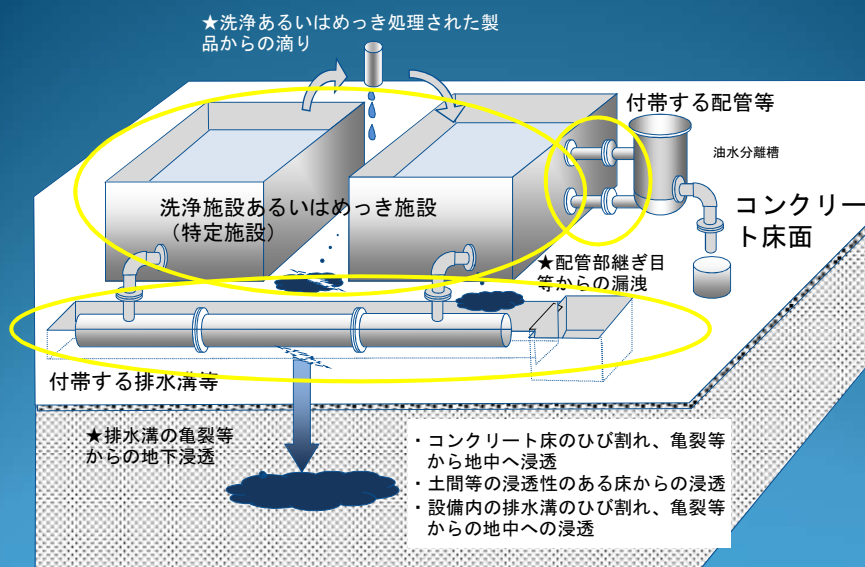 ★洗浄あるいはめっき処理された製
品からの滴り
付帯する配管等
油水分離槽
コンクリー
ト床面
洗浄施設あるいはめっき施設
（特定施設）
★配管部継ぎ目
等からの漏洩
付帯する排水溝等
★排水溝の亀裂等
からの地下浸透
・コンクリート床のひび割れ、亀裂等
から地中へ浸透
・土間等の浸透性のある床からの浸透
・設備内の排水溝のひび割れ、亀裂等
からの地中への浸透